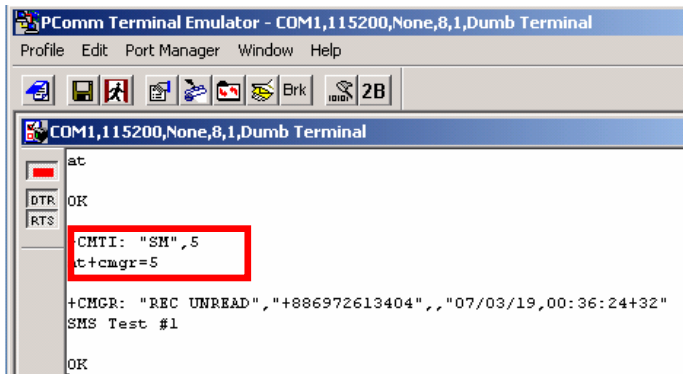 PComm Terminal Emulator - COM1,115200,None,8,1,Dumb Terminal
Profile Edit Port Manager Window Help
Brk 2B
COM1,115200,None,8,1,Dumb Terminal
at
DTR OK
RTS
+CMTI: "SM",5
at+cmgr=5
+CMGR: "REC UNREAD","+886972613404",,"07/03/19,00:36:24+32"
SMS Test #1
OK